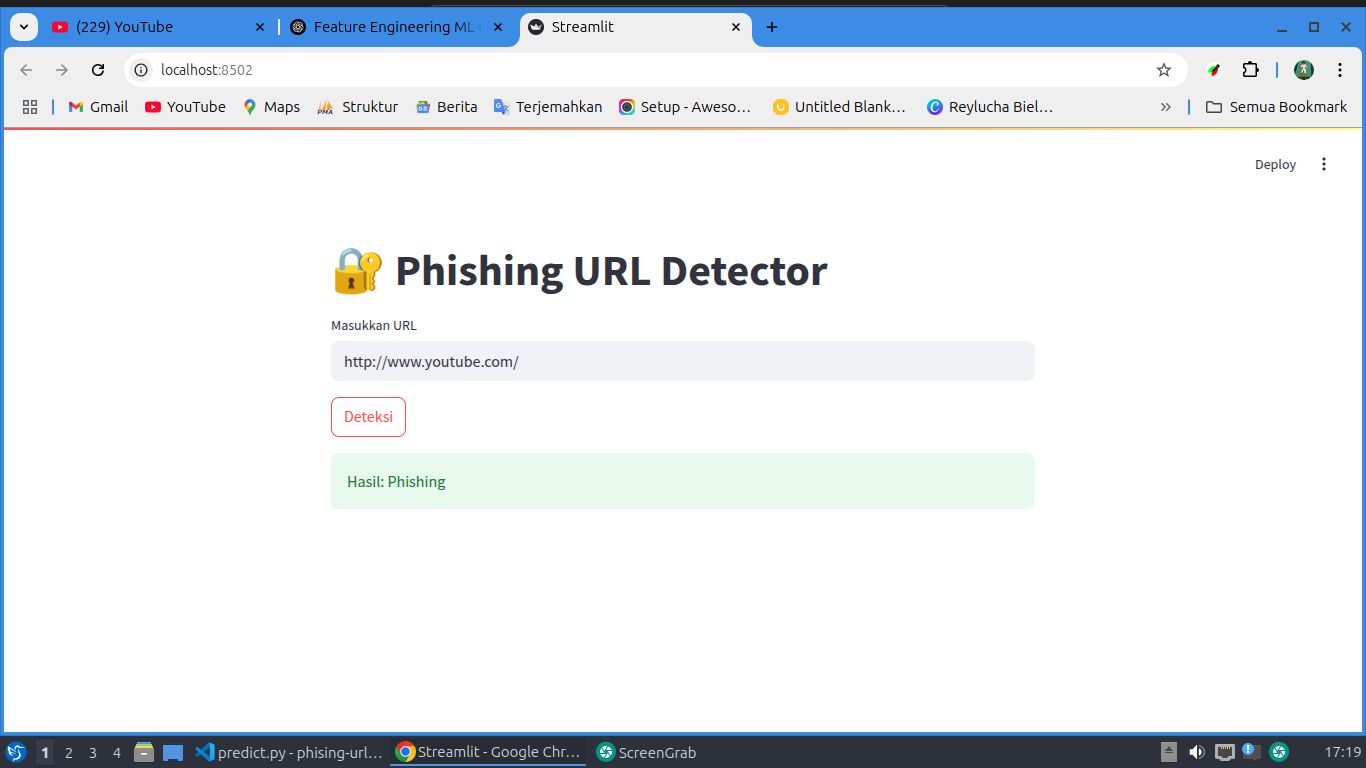 (229) YouTube
Feature Engineering ML
Streamlit
localhost:8502
Gmail
YouTube
Maps
Struktur
Berita
Terjemahkan
Setup - Aweso...
Untitled Blank...
Reylucha Biel...
Semua Bookmark
Deploy
Phishing URL Detector
Masukkan URL
http://www.youtube.com/
Deteksi
Hasil: Phishing
1 2 3 4
predict.py - phising-url...
Streamlit - Google Chr...
ScreenGrab
17:19